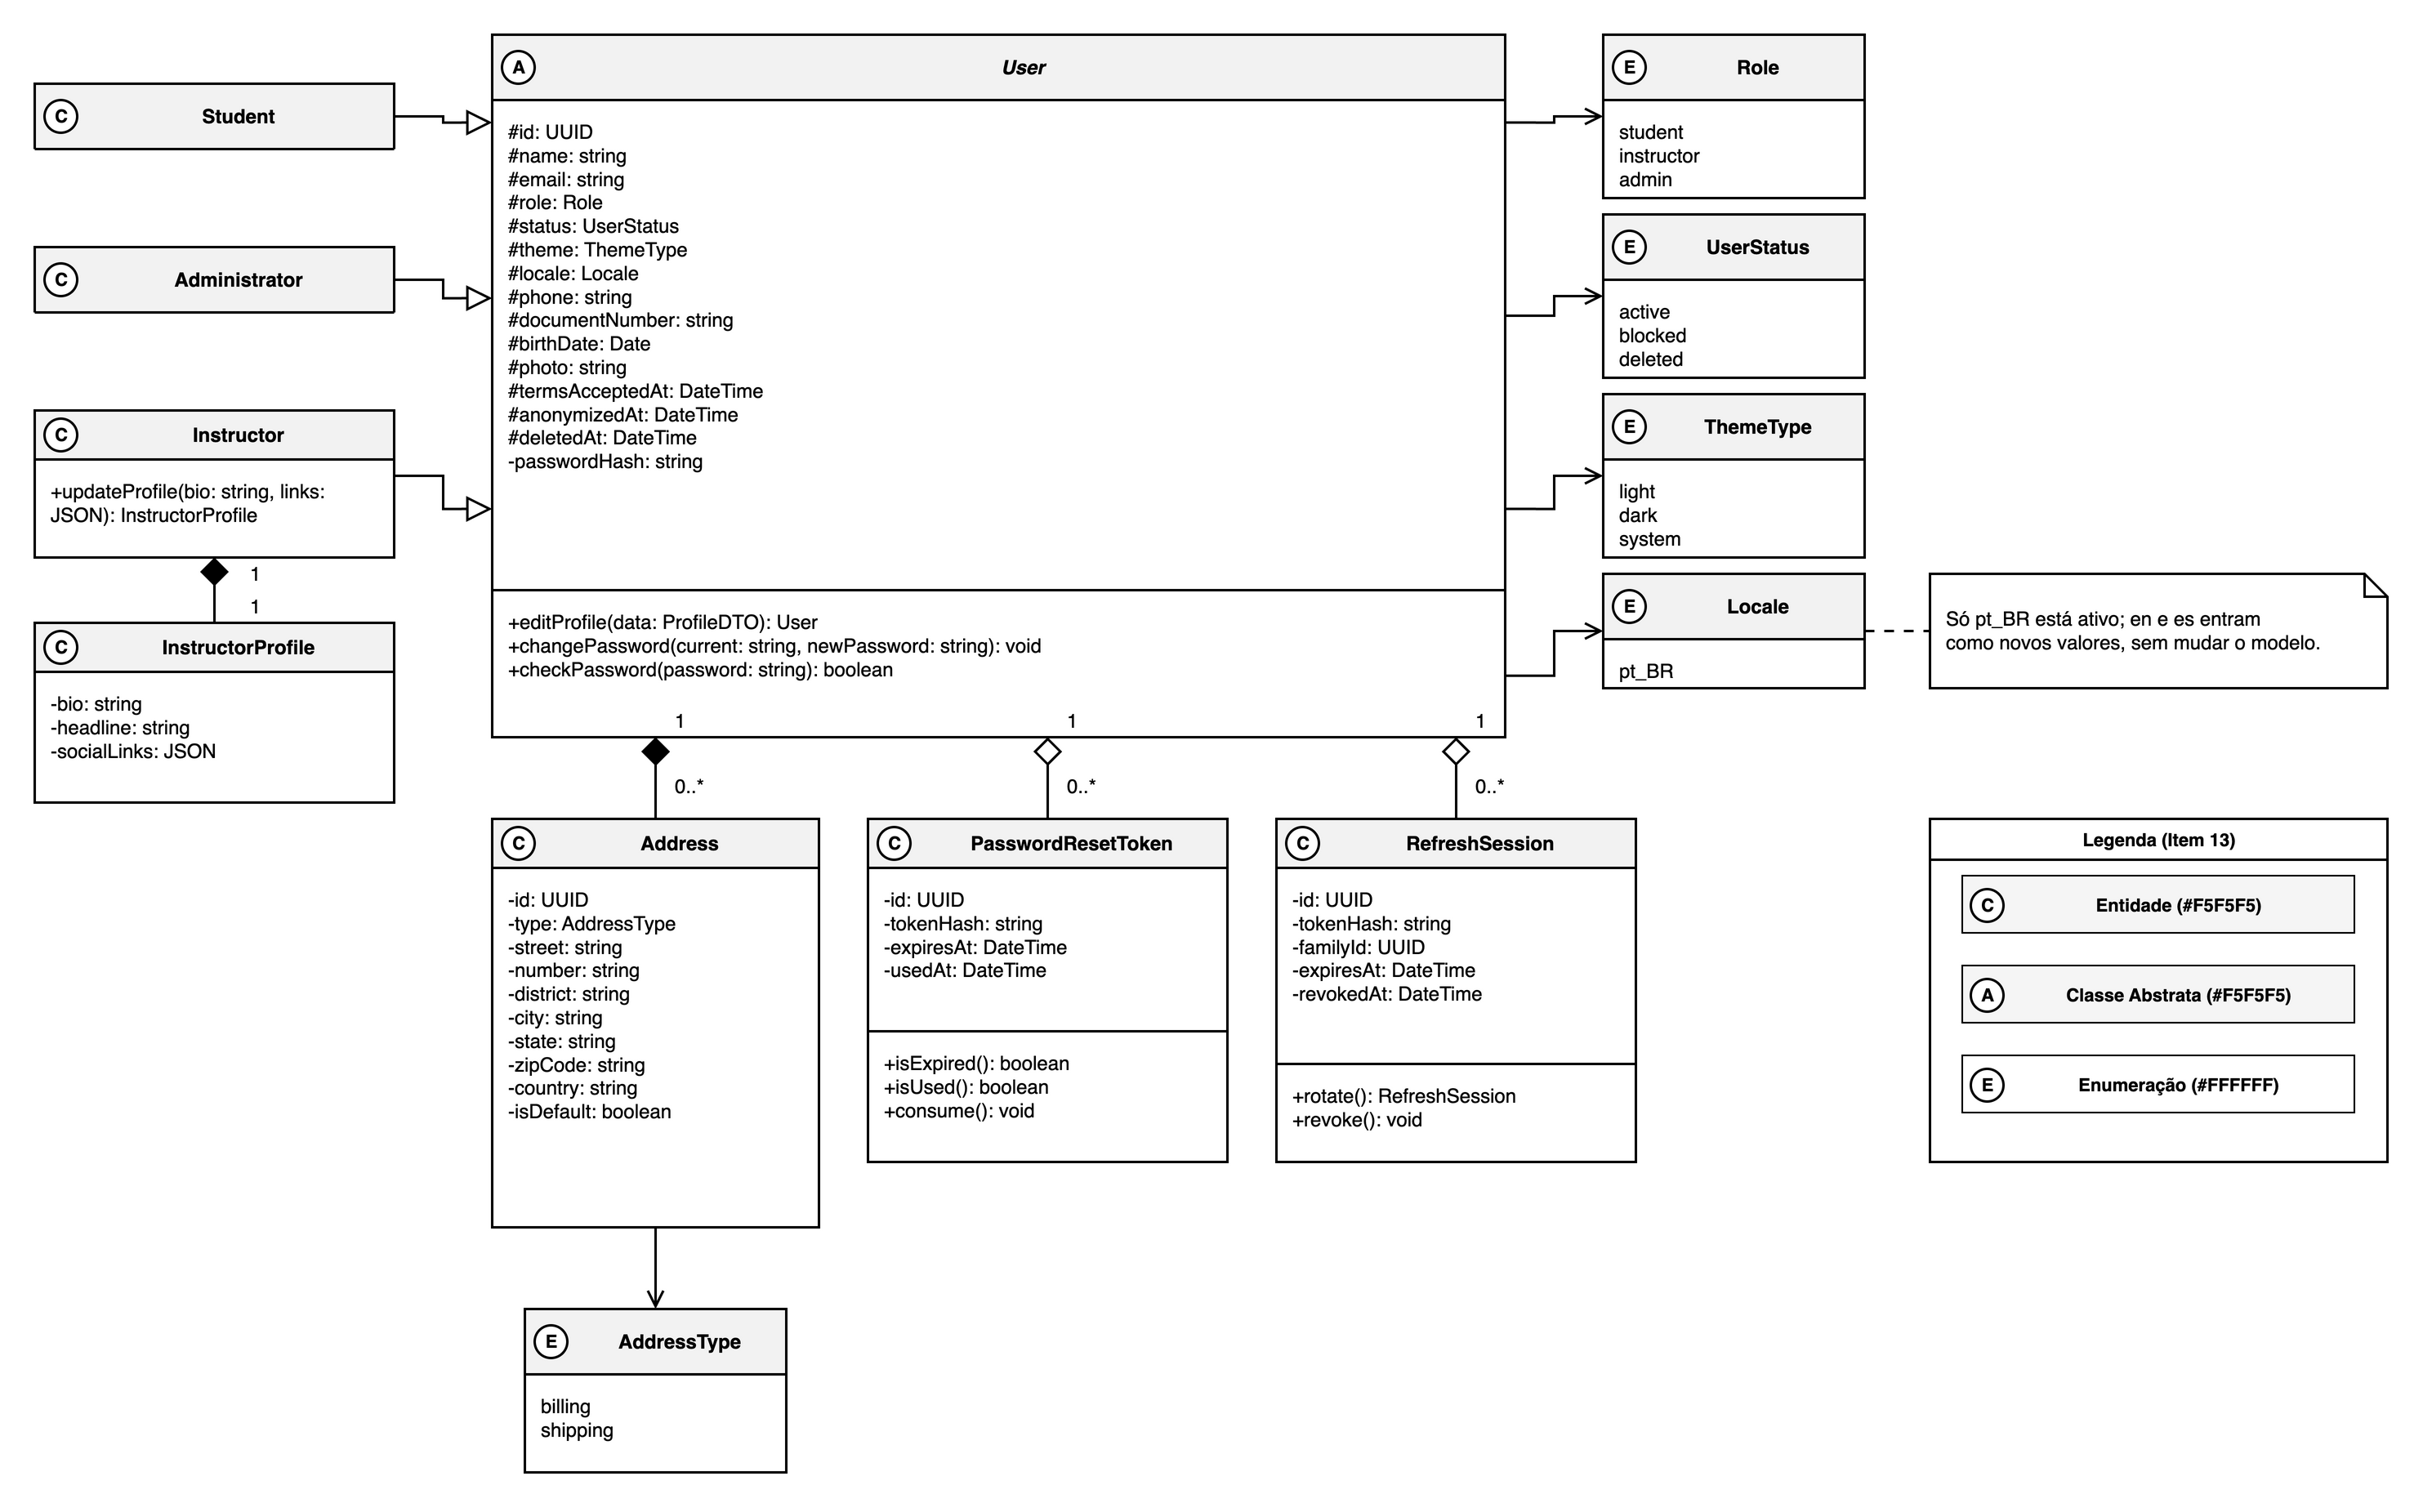 C
Student
C
Administrator
C
Instructor
+updateProfile(bio: string, links:
JSON): InstructorProfile
1
1
C
InstructorProfile
-bio: string
-headline: string
-socialLinks: JSON
A
User
#id: UUID
#name: string
#email: string
#role: Role
#status: UserStatus
#theme: ThemeType
#locale: Locale
#phone: string
#documentNumber: string
#birthDate: Date
#photo: string
#termsAcceptedAt: DateTime
#anonymizedAt: DateTime
#deletedAt: DateTime
-passwordHash: string
+editProfile(data: ProfileDTO): User
+changePassword(current: string, newPassword: string): void
+checkPassword(password: string): boolean
1
1
1
0..*
0..*
0..*
E
Role
student
instructor
admin
E
UserStatus
active
blocked
deleted
E
ThemeType
light
dark
system
E
Locale
pt_BR
Só pt_BR está ativo; en e es entram
como novos valores, sem mudar o modelo.
C
Address
-id: UUID
-type: AddressType
-street: string
-number: string
-district: string
-city: string
-state: string
-zipCode: string
-country: string
-isDefault: boolean
C
PasswordResetToken
-id: UUID
-tokenHash: string
-expiresAt: DateTime
-usedAt: DateTime
+isExpired(): boolean
+isUsed(): boolean
+consume(): void
C
RefreshSession
-id: UUID
-tokenHash: string
-familyId: UUID
-expiresAt: DateTime
-revokedAt: DateTime
+rotate(): RefreshSession
+revoke(): void
Legenda (Item 13)
C
Entidade (#F5F5F5)
A
Classe Abstrata (#F5F5F5)
E
Enumeração (#FFFFFF)
E
AddressType
billing
shipping